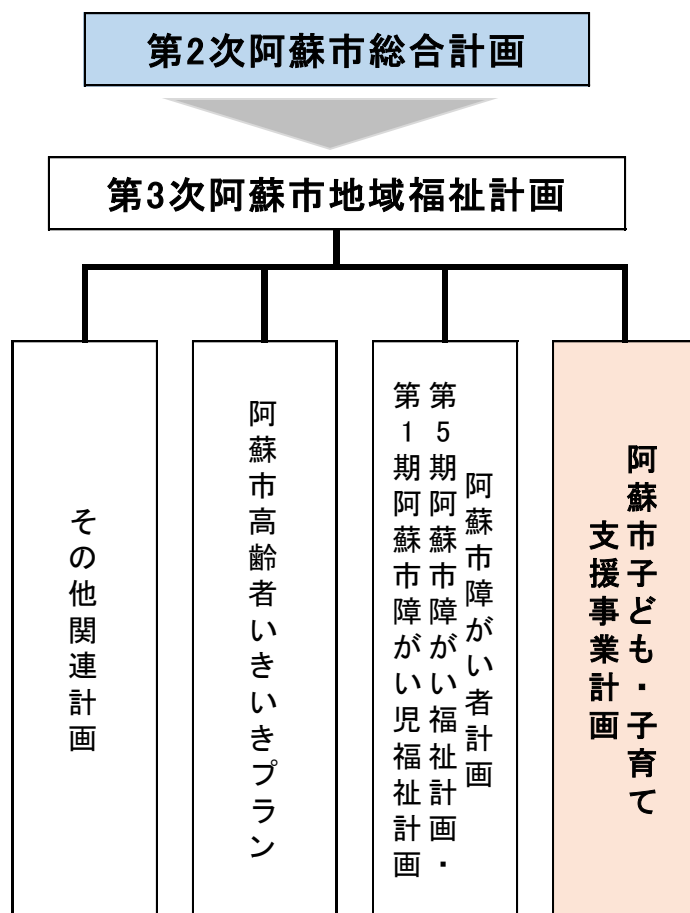 第2次阿蘇市総合計画
第3次阿蘇市地域福祉計画
阿蘇市子ども・子育て
支援事業計画
阿蘇市障がい者計画
第5期阿蘇市障がい福祉計画・
第1期阿蘇市障がい児福祉計画
阿蘇市高齢者いきいきプラン
その他関連計画